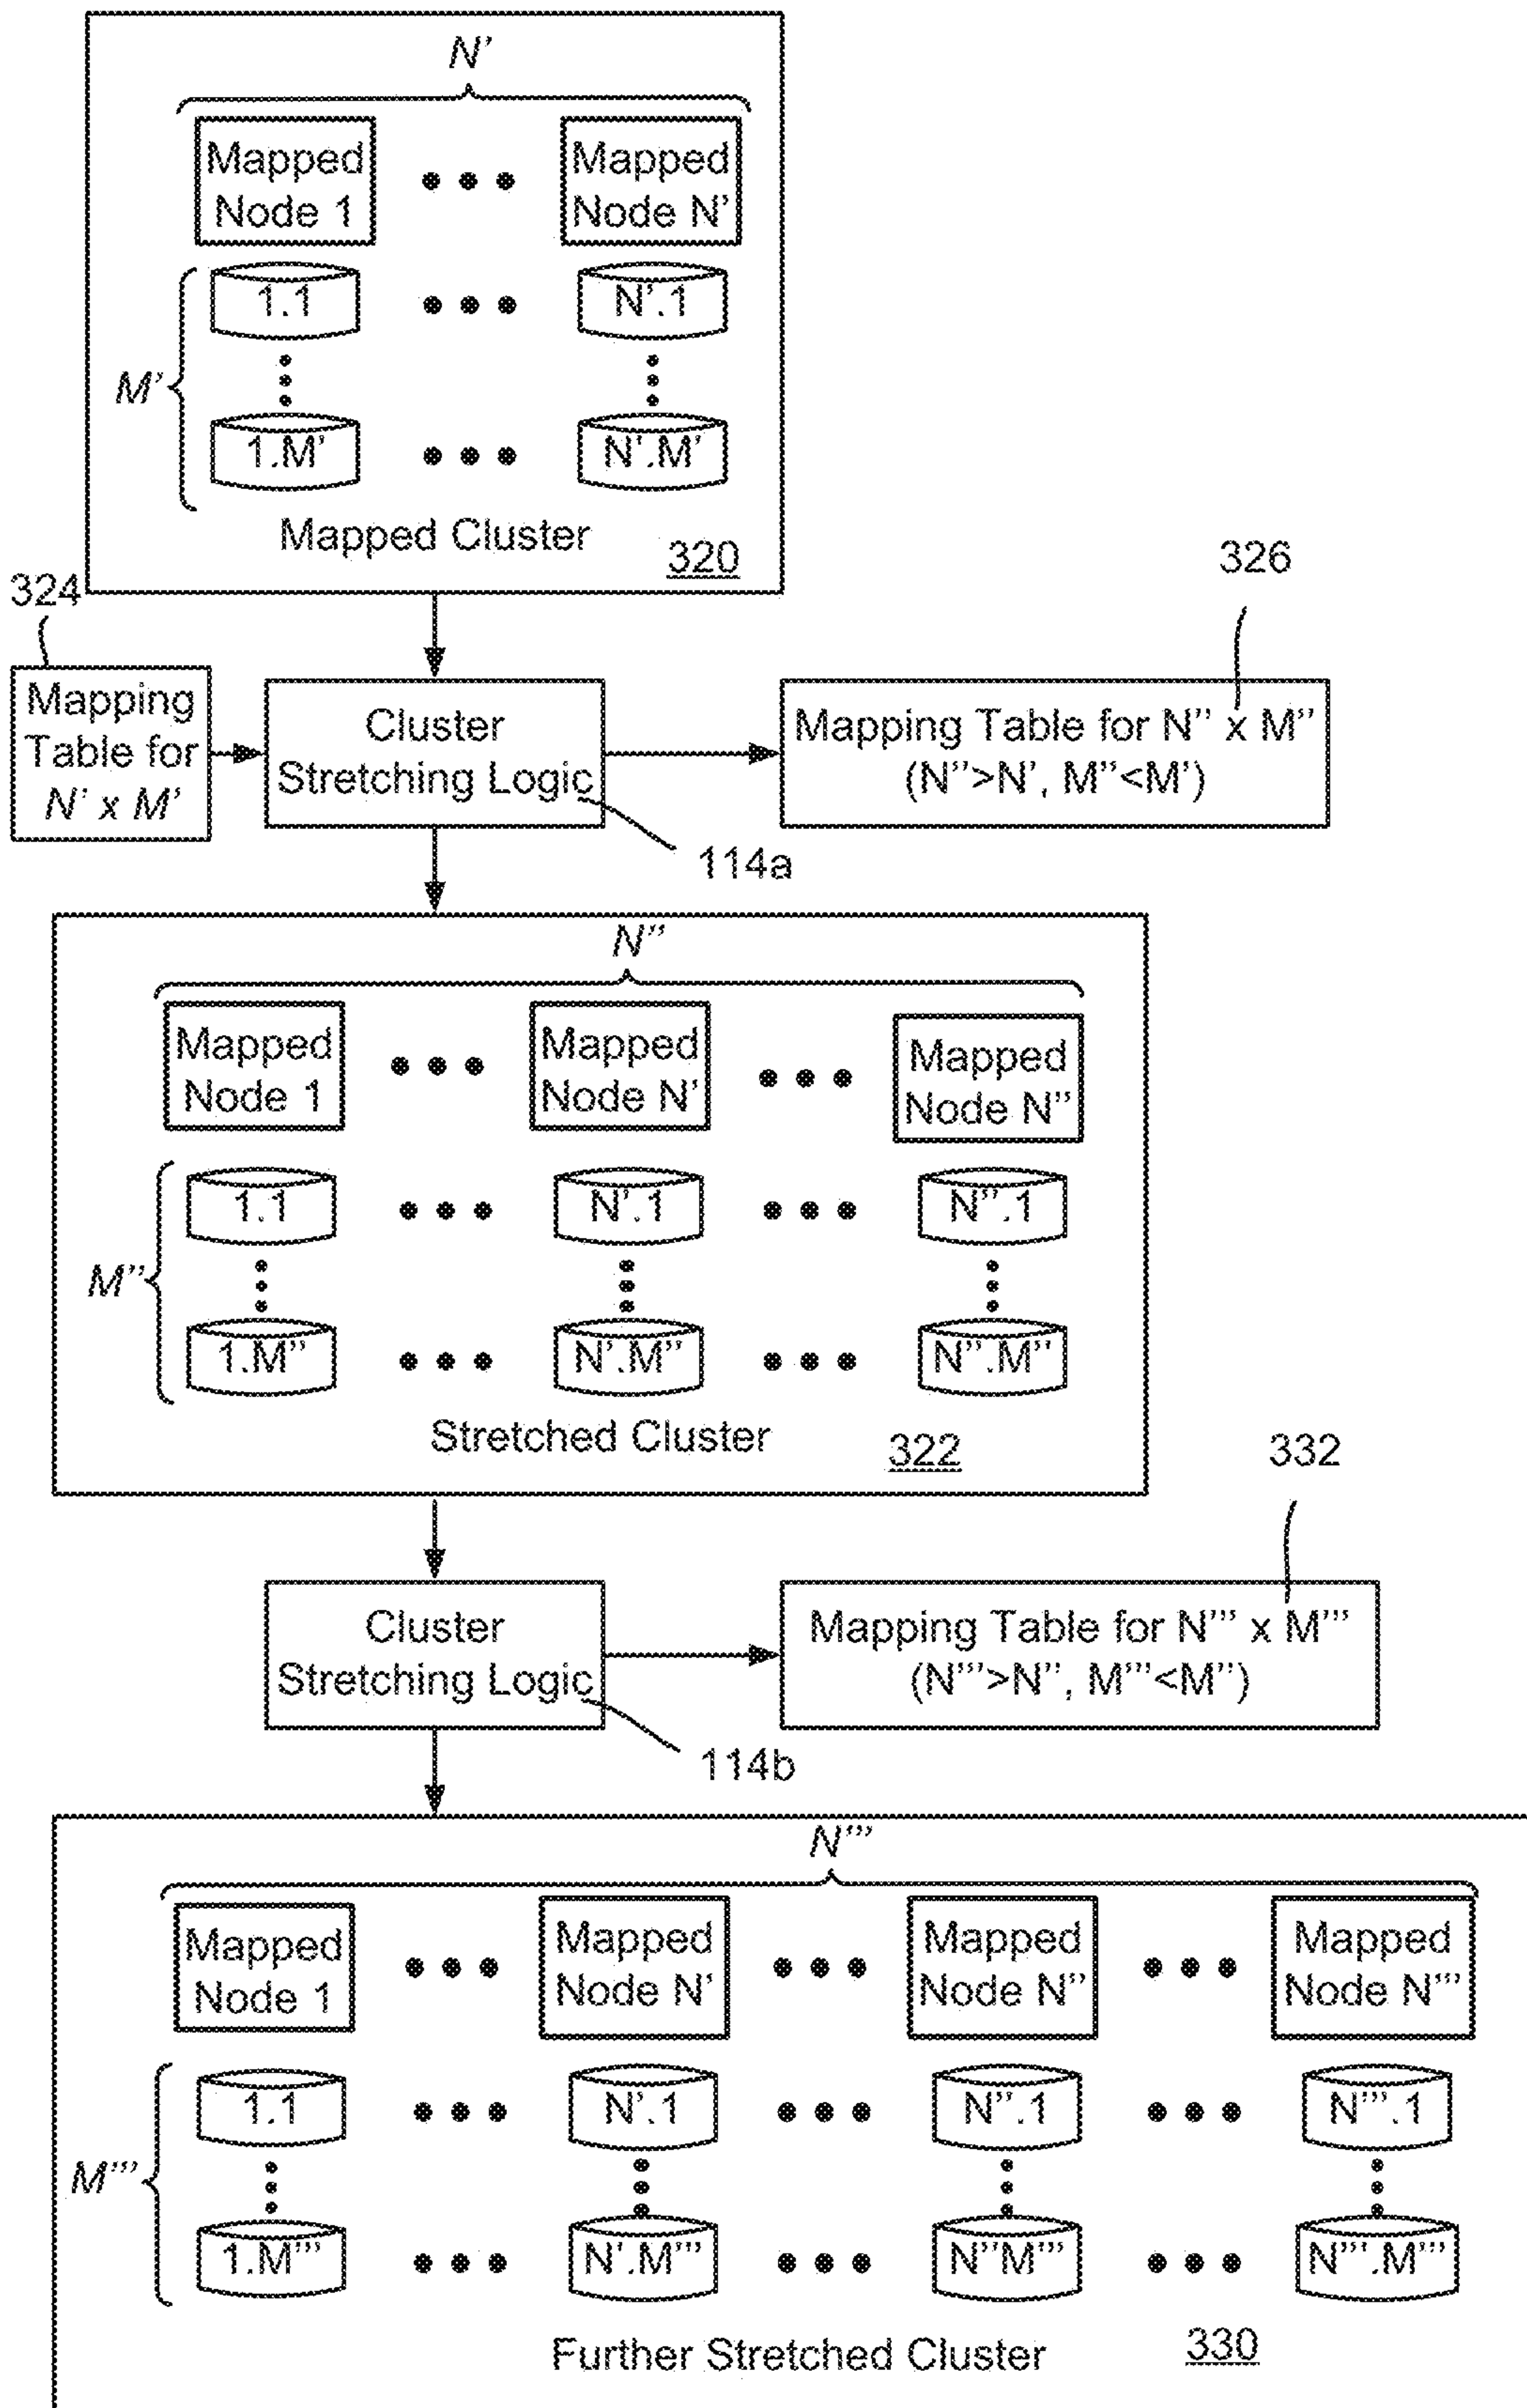 N’
Mapped Node 1
Mapped Node N’
1.1
N’.1
M’
1.M’
N’.M’
Mapped Cluster
320
324
326
Mapping
Table for
N’ x M’
Cluster
Stretching Logic
Mapping Table for N’’ x M’’
(N’’>N’, M’’<M’)
114a
N’’
Mapped Node 1
Mapped Node N’
Mapped Node N’’
1.1
N’.1
N’’.1
M’’
1.M’’
N’.M’’
N’’.M’’
Stretched Cluster
322
332
Cluster
Stretching Logic
Mapping Table for N’’’ x M’’’
(N’’’>N’’, M’’’<M’’)
114b
N’’’
Mapped Node 1
Mapped Node N’
Mapped Node N’’
Mapped Node N’’’
1.1
N’.1
N’’.1
N’’’.1
M’’’
1.M’’’
N’.M’’’
N’’M’’’
N’’’.M’’’
Further Stretched Cluster
330